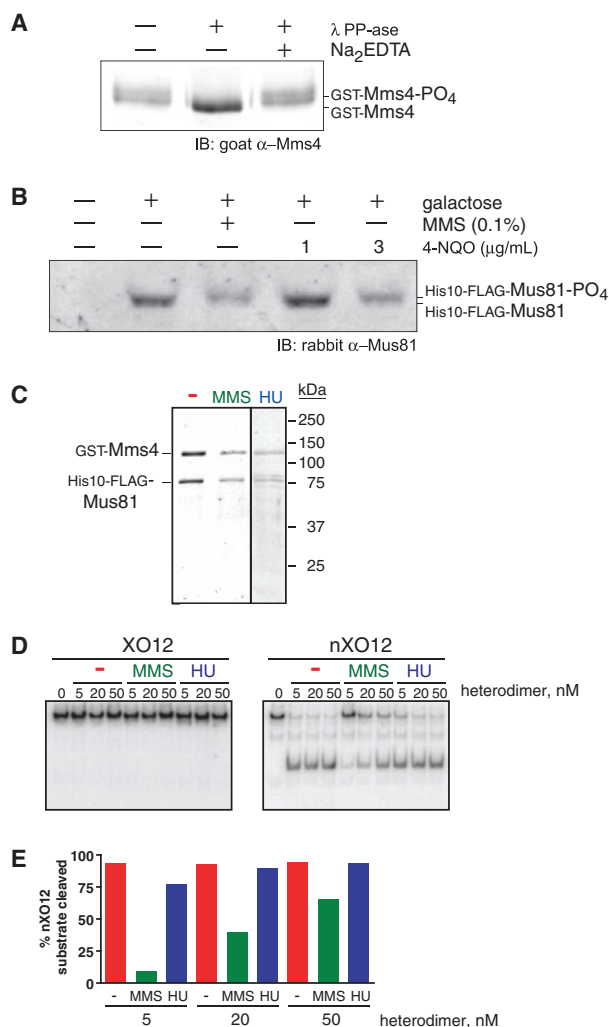 A
— + + λ PP-ase
— — + Na₂EDTA
GST-Mms4-PO₄
GST-Mms4
IB: goat α–Mms4
B
— + + + + galactose
— — + — — MMS (0.1%)
— — — 1 3 4-NQO (µg/mL)
His10-FLAG-Mus81-PO₄
His10-FLAG-Mus81
IB: rabbit α-Mus81
C
- MMS HU kDa
GST-Mms4
His10-FLAG-
Mus81
250
150
100
75
37
25
D
XO12 nXO12
- MMS HU - MMS HU
0 5 20 50 5 20 50 5 20 50 0 5 20 50 5 20 50 5 20 50 heterodimer, nM
E
% nXO12
substrate cleaved
100
75
50
25
0
- MMS HU - MMS HU - MMS HU
5 20 50 heterodimer, nM